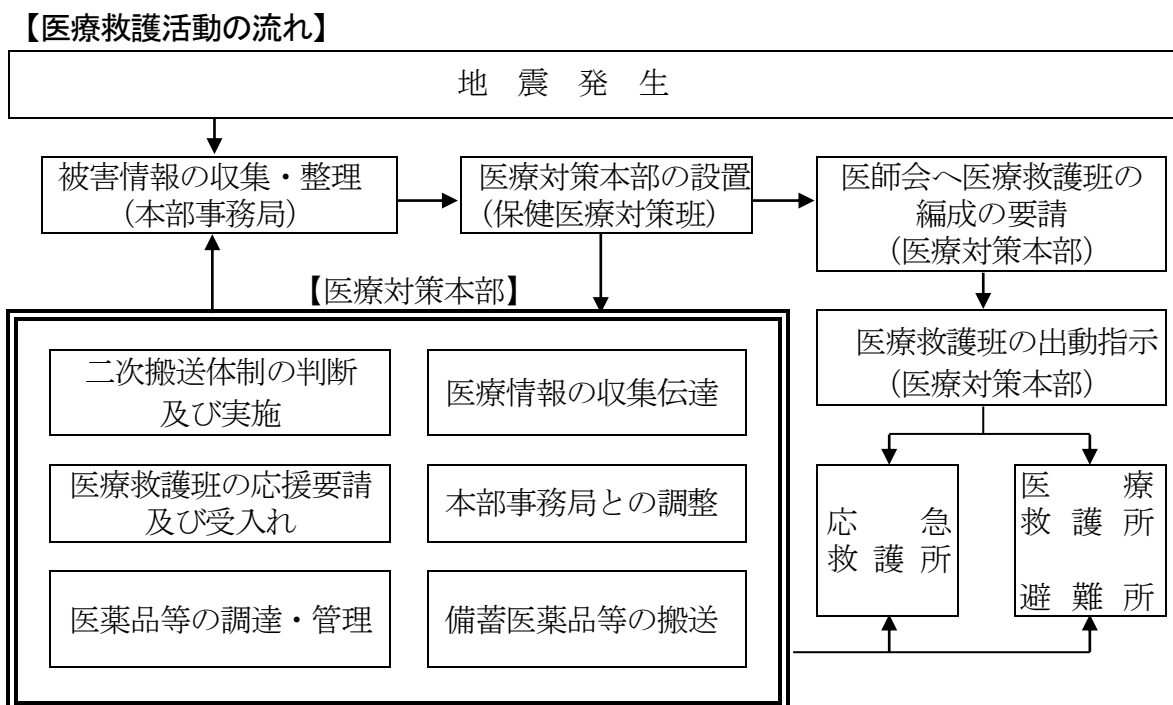 【医療救護活動の流れ】
地震発生
被害情報の収集・整理
（本部事務局）
医療対策本部の設置
（保健医療対策班）
医師会へ医療救護班の
編成の要請
（医療対策本部）
【医療対策本部】
医療救護班の出動指示
（医療対策本部）
二次搬送体制の判断
及び実施
医療情報の収集伝達
医療救護班の応援要請
及び受入れ
本部事務局との調整
医薬品等の調達・管理
備蓄医薬品等の搬送
応急
救護所
医療
救護所
避難所